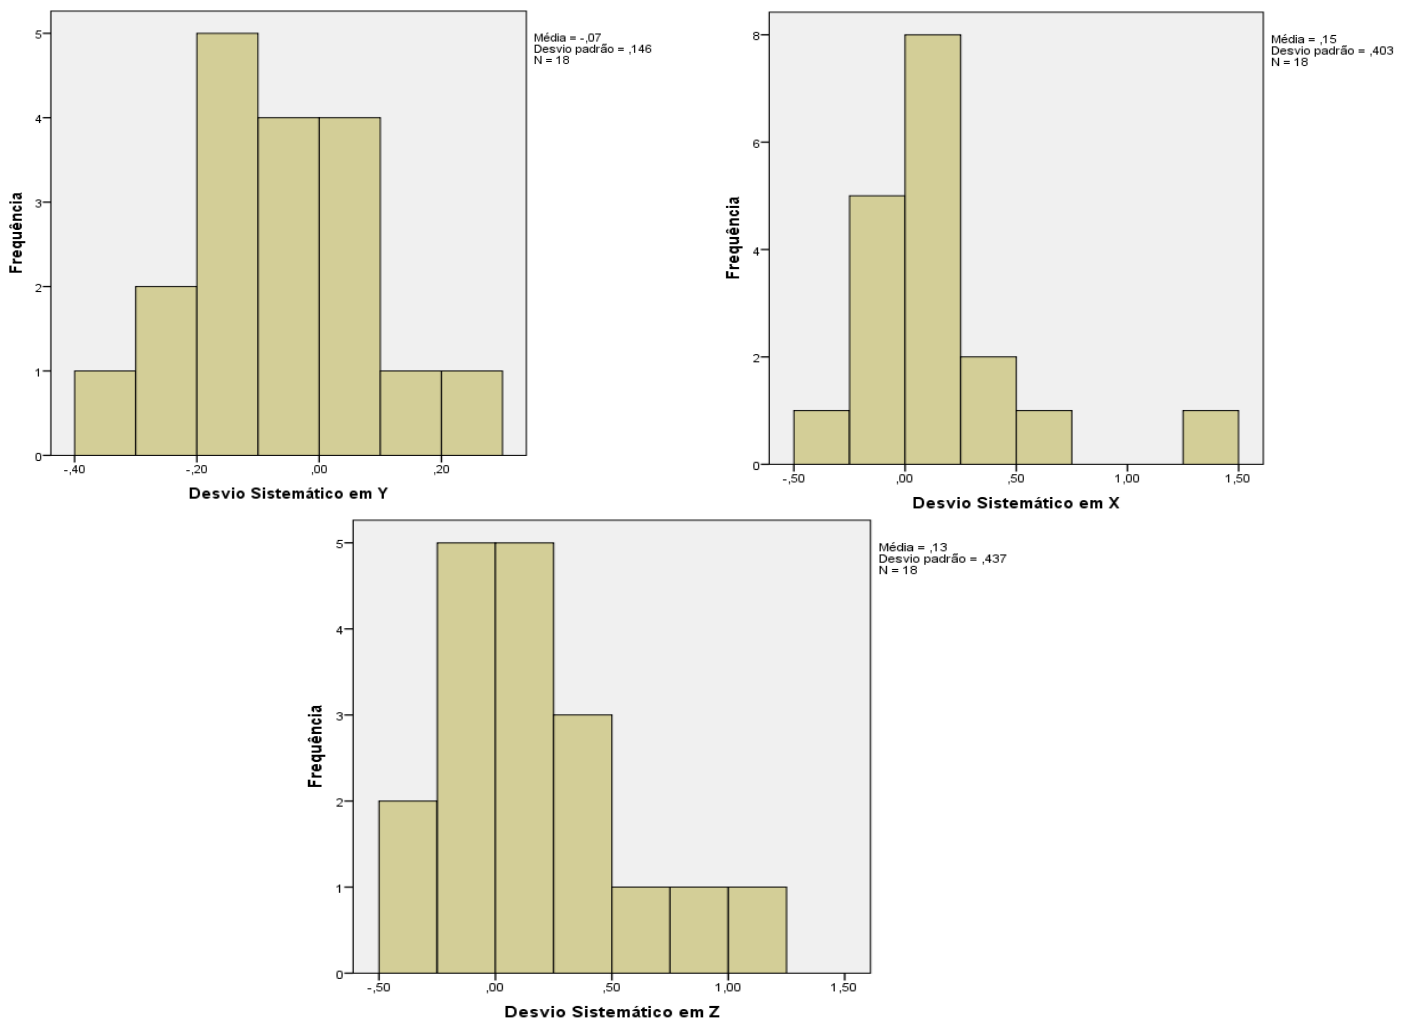 Média = -,07
Desvio padrão = ,146
N = 18
5
4
3
2
1
0
Frequência
-,40
-,20
,00
,20
Desvio Sistemático em Y
Média = ,15
Desvio padrão = ,403
N = 18
8
6
4
2
0
Frequência
-,50
,00
,50
1,00
1,50
Desvio Sistemático em X
Média = ,13
Desvio padrão = ,437
N = 18
5
4
3
2
1
0
Frequência
-,50
,00
,50
1,00
1,50
Desvio Sistemático em Z